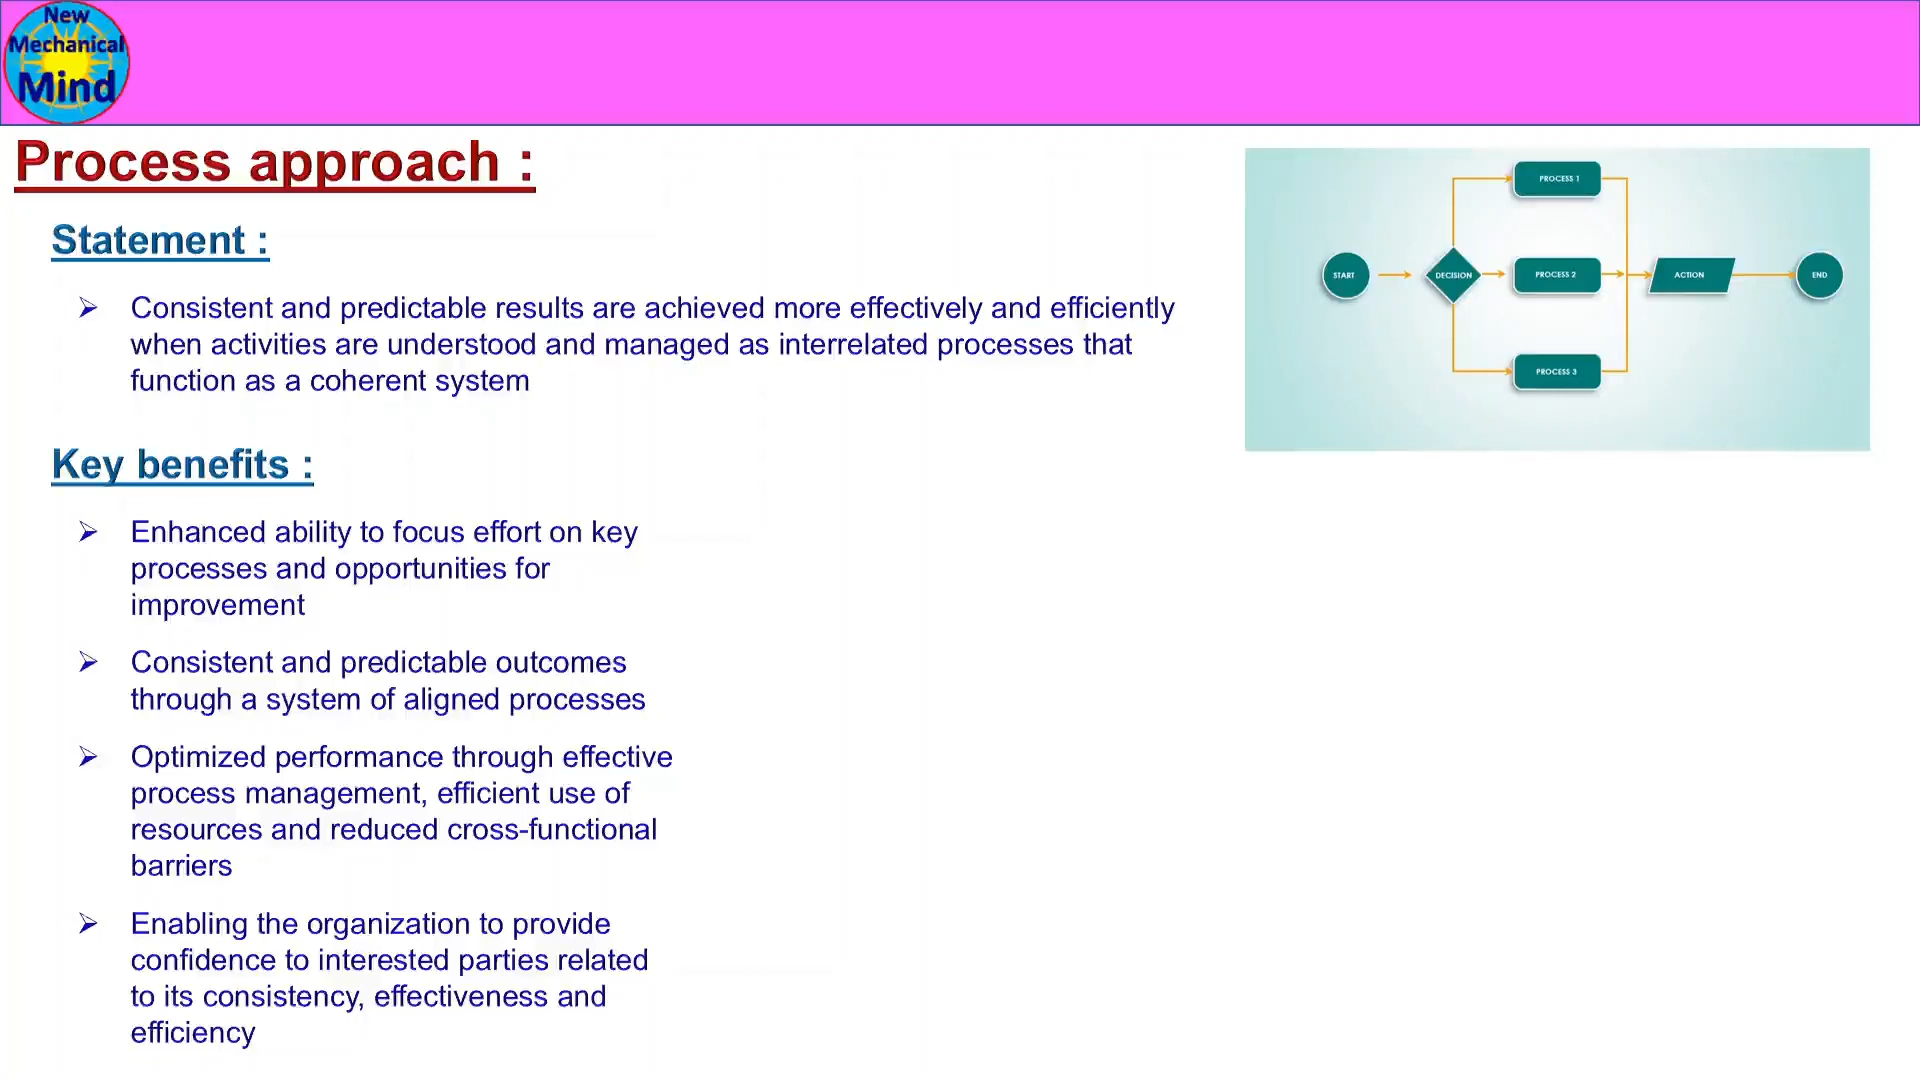 New
Mechanical
Mind
Process approach :
Statement :
Consistent and predictable results are achieved more effectively and efficiently
when activities are understood and managed as interrelated processes that
function as a coherent system
Key benefits :
Enhanced ability to focus effort on key
processes and opportunities for
improvement
Consistent and predictable outcomes
through a system of aligned processes
Optimized performance through effective
process management, efficient use of
resources and reduced cross-functional
barriers
Enabling the organization to provide
confidence to interested parties related
to its consistency, effectiveness and
efficiency
START
DECISION
PROCESS 1
PROCESS 2
PROCESS 3
ACTION
END